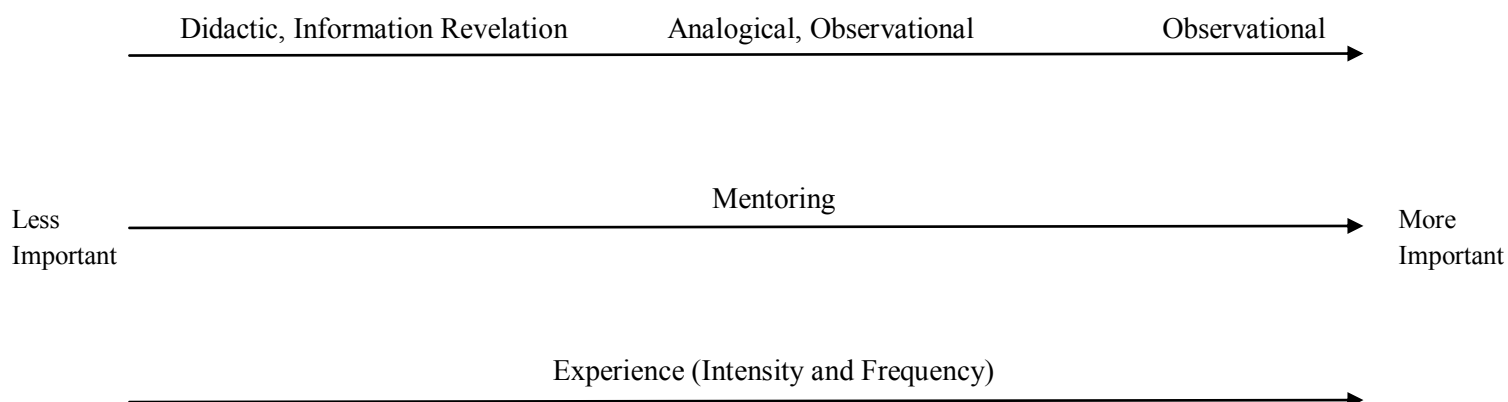 Didactic, Information Revelation Analogical, Observational Observational
Mentoring
Less
Important
More
Important
Experience (Intensity and Frequency)